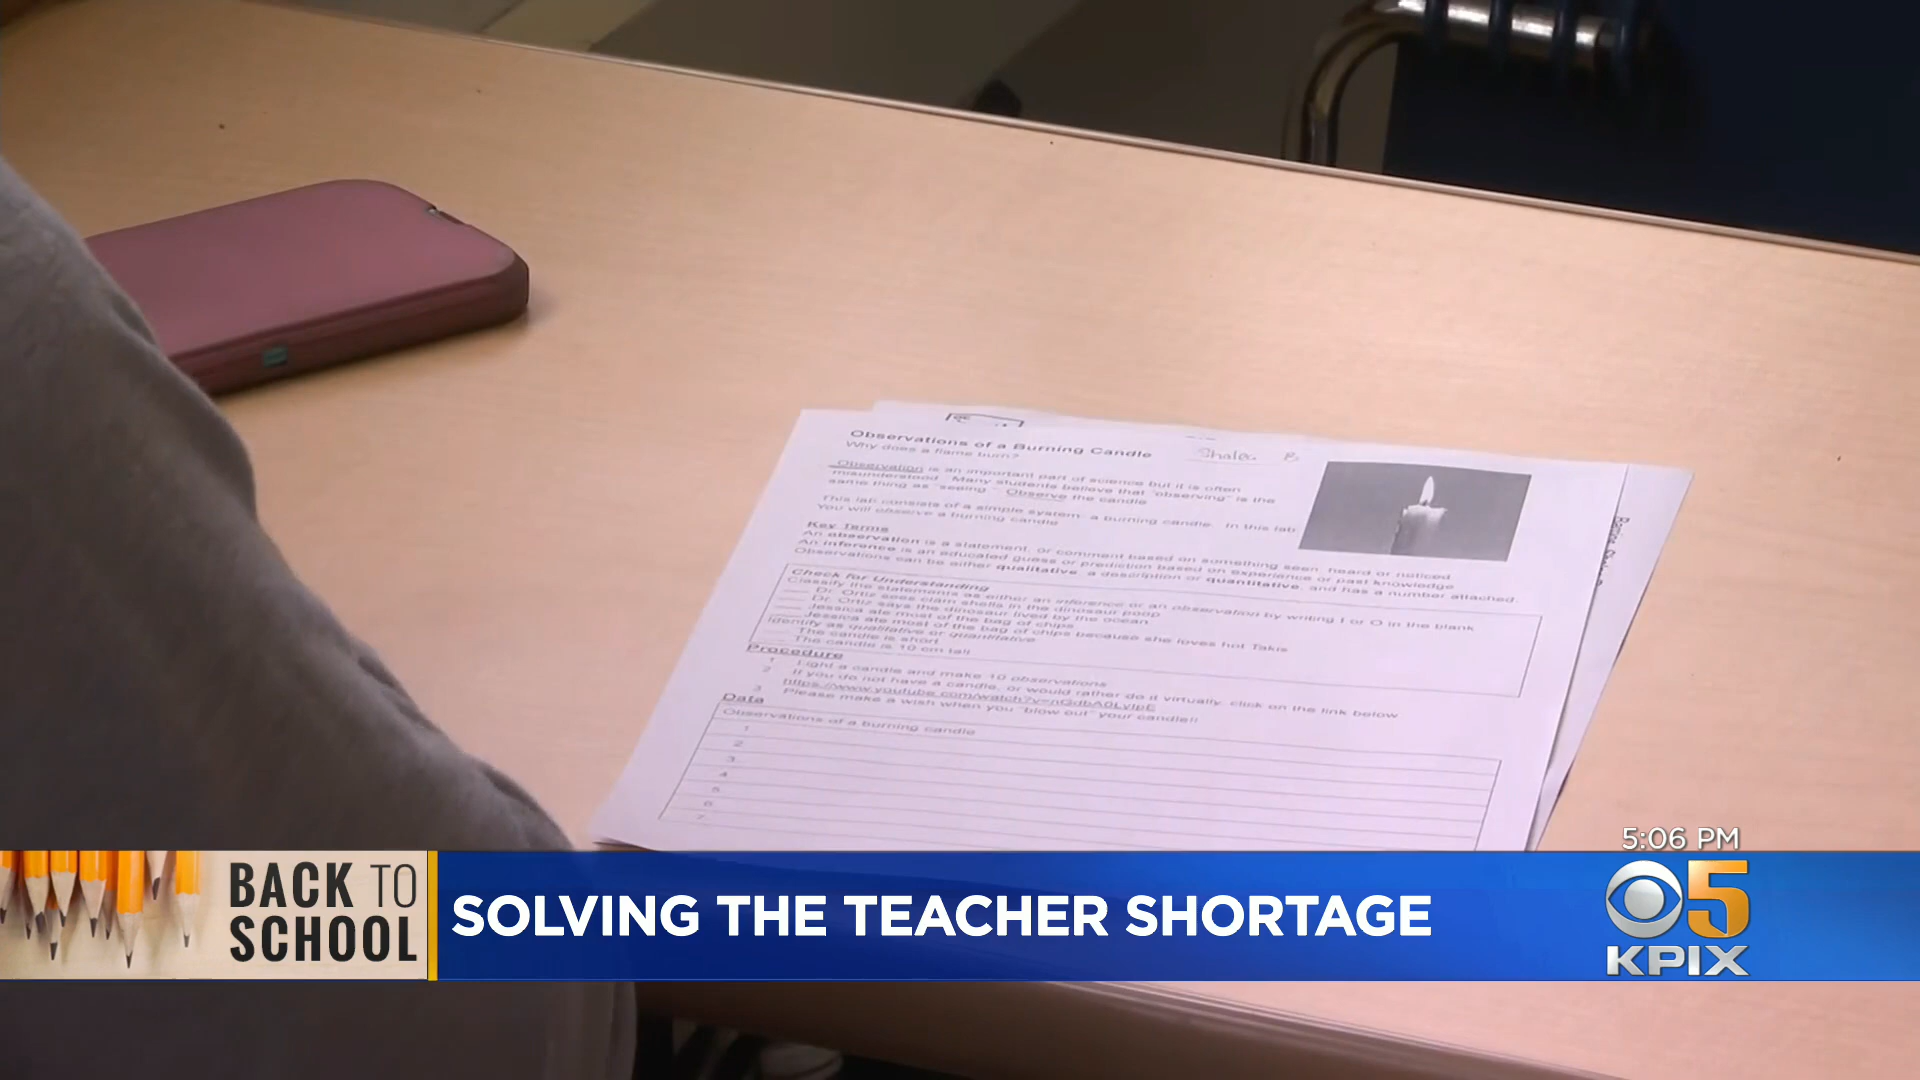 Observations of a Burning Candle
Why does a flame burn?
Observation is an important part of science but it is often
misunderstood. Many students believe that "observing" is the
same thing as "seeing." Observe the candle
This lab consists of a simple system: a burning candle. In this lab
You will observe a burning candle
Key Terms
An observation is a statement, or comment based on something seen, heard or noticed
An inference is an educated guess or prediction based on experience or past knowledge
Observations can be either qualitative, a description or quantitative, and has a number attached.
Check for Understanding
Classify the statements as either an inference or an observation by writing I or O in the blank
Dr. Ortiz sees clam shells in the dinosaur poop
Dr. Ortiz says the dinosaur lived by the ocean
Jessica ate most of the bag of chips
Jessica ate most of the bag of chips because she loves hot Takis
Identify as qualitative or quantitative
The candle is short
The candle is 10 cm tall
Procedure
1 Light a candle and make 10 observations
2 If you do not have a candle, or would rather do it virtually, click on the link below
3 Please make a wish when you "blow out" your candle!!
Data
Observations of a burning candle
1
2
3
4
5
6
7
5:06 PM
BACK TO
SCHOOL
SOLVING THE TEACHER SHORTAGE
5
KPIX